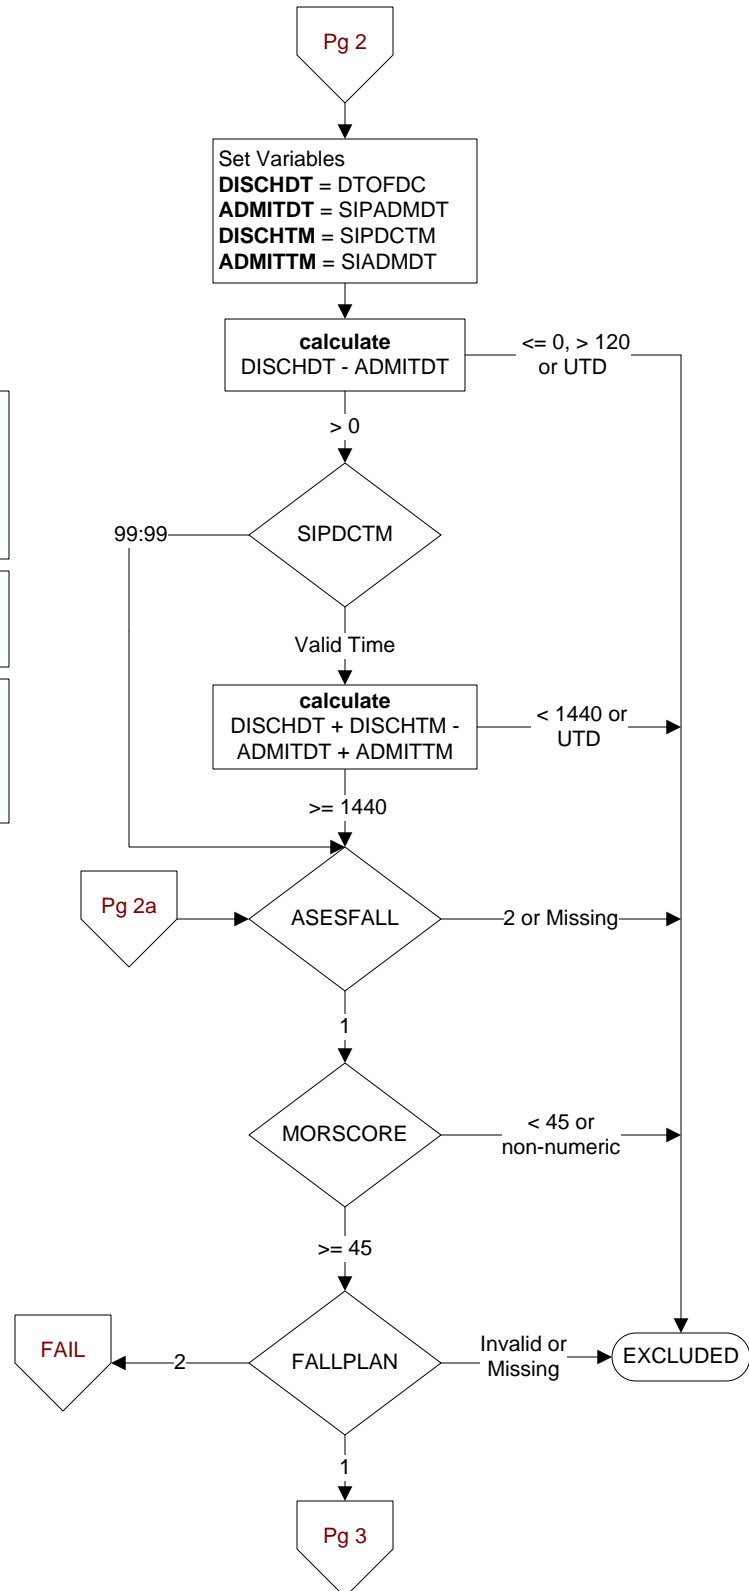 Pg 2
Set Variables
DISCHDT = DTOFDC
ADMITDT = SIPADMDT
DISCHTM = SIPDCTM
ADMITTM = SIADMDT
calculate
DISCHDT - ADMITDT
<= 0, > 120
or UTD
> 0
SIPDCTM
99:99
Valid Time
calculate
DISCHDT + DISCHTM -
ADMITDT + ADMITTM
< 1440 or
UTD
>= 1440
Pg 2a
ASESFALL
2 or Missing
1
MORSCORE
< 45 or
non-numeric
>= 45
FAIL
2
FALLPLAN
Invalid or
Missing
EXCLUDED
1
Pg 3